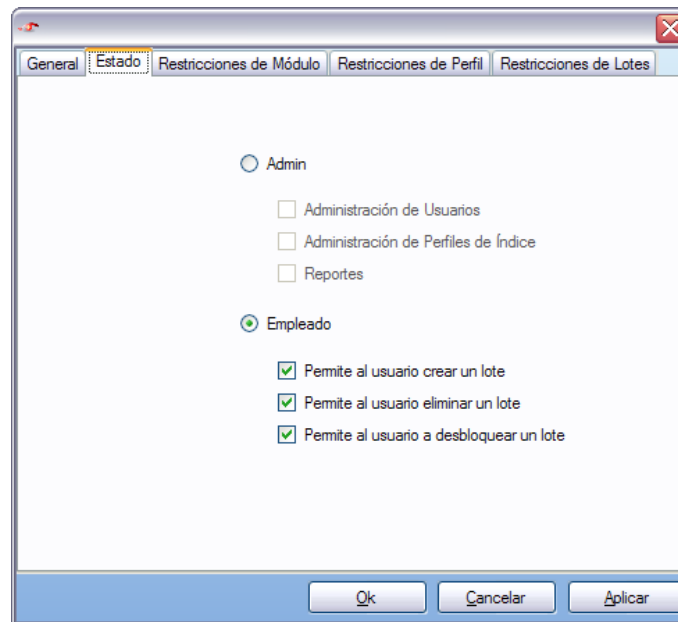 General
Estado
Restricciones de Módulo
Restricciones de Perfil
Restricciones de Lotes
Admin
Administración de Usuarios
Administración de Perfiles de Índice
Reportes
Empleado
Permite al usuario crear un lote
Permite al usuario eliminar un lote
Permite al usuario a desbloquear un lote
Ok
Cancelar
Aplicar